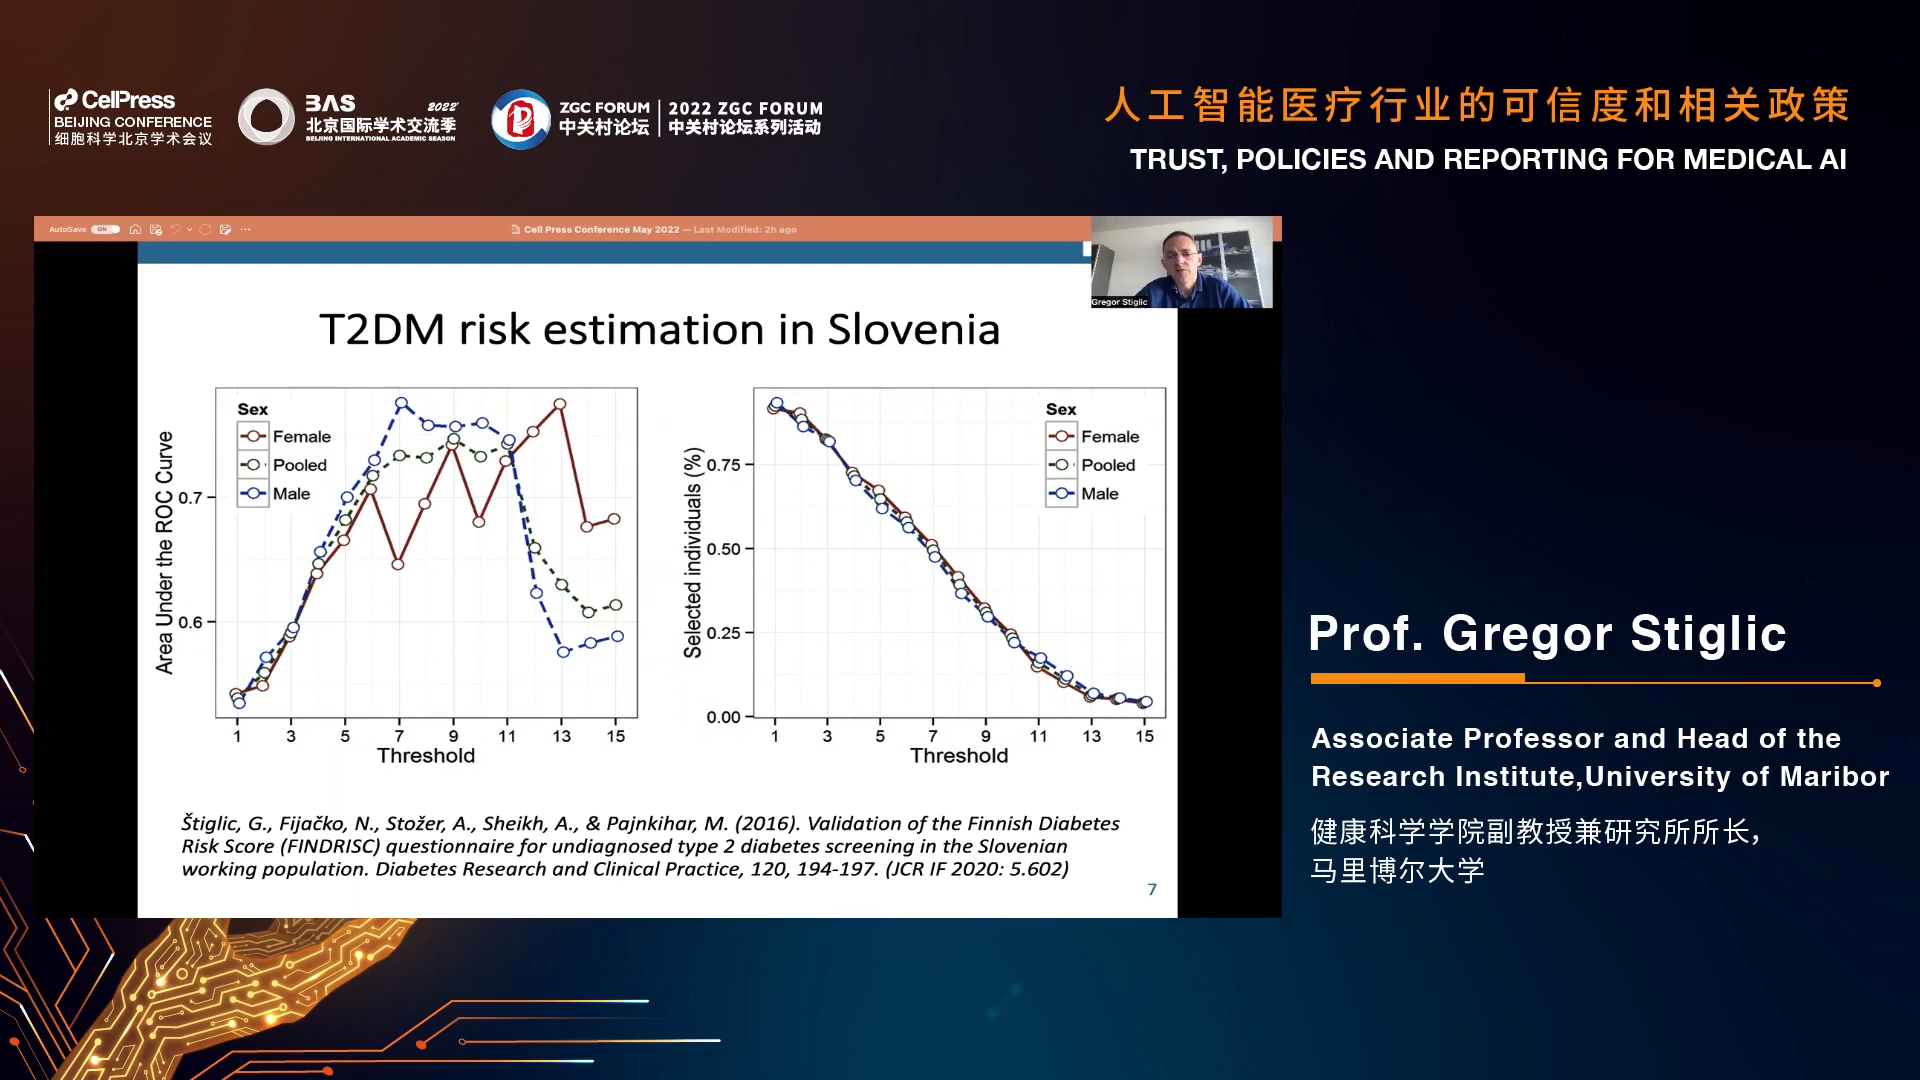 CellPress
BEIJING CONFERENCE
细胞科学北京学术会议
BAS 2022
北京国际学术交流季
BEIJING INTERNATIONAL ACADEMIC SEASON
ZGC FORUM
中关村论坛
2022 ZGC FORUM
中关村论坛系列活动
人工智能医疗行业的可信度和相关政策
TRUST, POLICIES AND REPORTING FOR MEDICAL AI
AutoSave ON
Cell Press Conference May 2022 — Last Modified: 2h ago
Gregor Stiglic
T2DM risk estimation in Slovenia
Area Under the ROC Curve
0.7
0.6
Sex
Female
Pooled
Male
1 3 5 7 9 11 13 15
Threshold
Selected individuals (%)
0.75
0.50
0.25
0.00
Sex
Female
Pooled
Male
1 3 5 7 9 11 13 15
Threshold
Štiglic, G., Fijačko, N., Stožer, A., Sheikh, A., & Pajnkihar, M. (2016). Validation of the Finnish Diabetes
Risk Score (FINDRISC) questionnaire for undiagnosed type 2 diabetes screening in the Slovenian
working population. Diabetes Research and Clinical Practice, 120, 194-197. (JCR IF 2020: 5.602)
7
Prof. Gregor Stiglic
Associate Professor and Head of the
Research Institute,University of Maribor
健康科学学院副教授兼研究所所长，
马里博尔大学